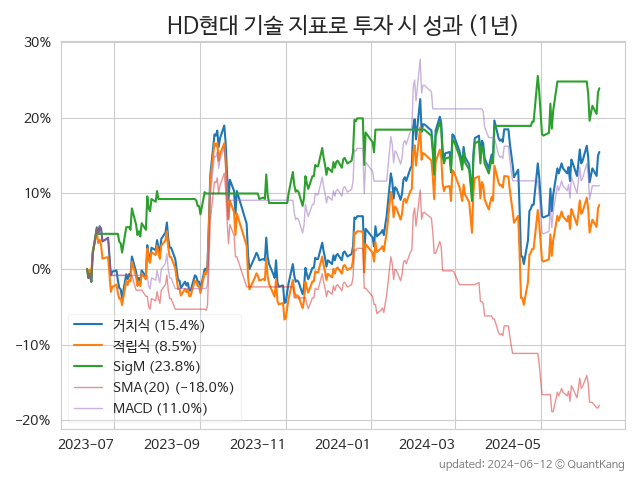 HD현대 기술 지표로 투자 시 성과 (1년)
30%
20%
10%
0%
−10%
−20%
거치식 (15.4%)
적립식 (8.5%)
SigM (23.8%)
SMA(20) (−18.0%)
MACD (11.0%)
2023-07 2023-09 2023-11 2024-01 2024-03 2024-05
updated: 2024-06-12 © QuantKang